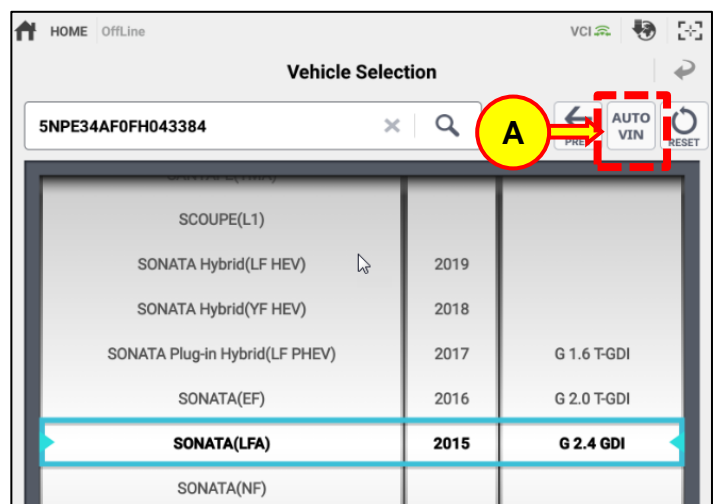 HOME OffLine VCI
Vehicle Selection
5NPE34AF0FH043384
A
AUTO
VIN
RESET
SCOUPE(L1)
SONATA Hybrid(LF HEV) 2019
SONATA Hybrid(YF HEV) 2018
SONATA Plug-in Hybrid(LF PHEV) 2017 G 1.6 T-GDI
SONATA(EF) 2016 G 2.0 T-GDI
SONATA(LFA) 2015 G 2.4 GDI
SONATA(NF)